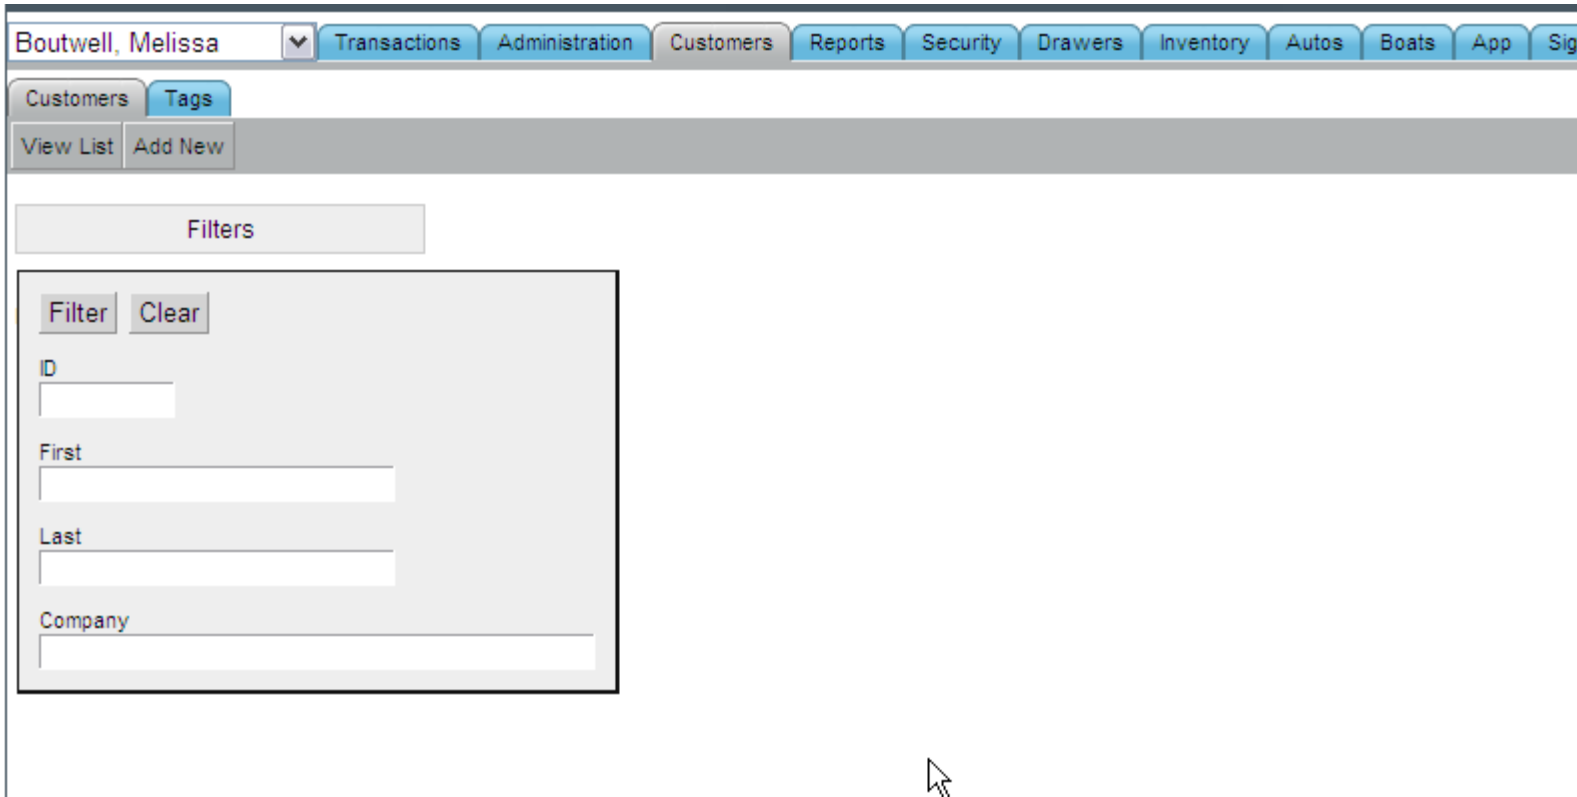 Boutwell, Melissa Transactions Administration Customers Reports Security Drawers Inventory Autos Boats App Sig
Customers Tags
View List Add New
Filters
Filter Clear
ID
First
Last
Company